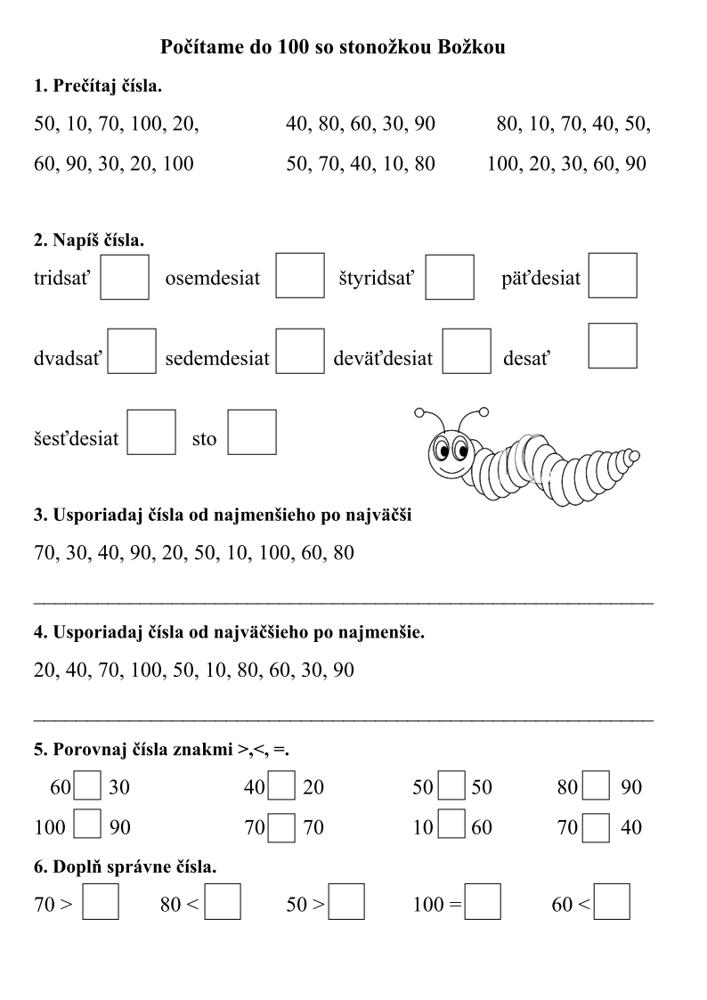 Počítame do 100 so stonožkou Božkou
1. Prečítaj čísla.
50, 10, 70, 100, 20, 40, 80, 60, 30, 90 80, 10, 70, 40, 50,
60, 90, 30, 20, 100 50, 70, 40, 10, 80 100, 20, 30, 60, 90
2. Napíš čísla.
tridsať osemdesiat štyridsať päťdesiat
dvadsať sedemdesiat deväťdesiat desať
šesťdesiat sto
3. Usporiadaj čísla od najmenšieho po najväčši
70, 30, 40, 90, 20, 50, 10, 100, 60, 80
4. Usporiadaj čísla od najväčšieho po najmenšie.
20, 40, 70, 100, 50, 10, 80, 60, 30, 90
5. Porovnaj čísla znakmi >,<, =.
60 30 40 20 50 50 80 90
100 90 70 70 10 60 70 40
6. Doplň správne čísla.
70 > 80 < 50 > 100 = 60 <